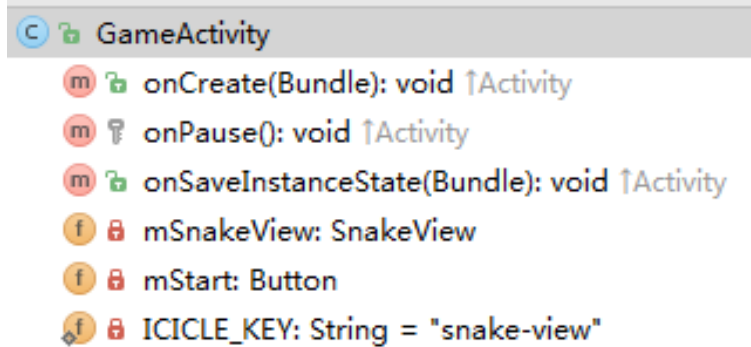 C GameActivity
m onCreate(Bundle): void ↑Activity
m onPause(): void ↑Activity
m onSaveInstanceState(Bundle): void ↑Activity
f mSnakeView: SnakeView
f mStart: Button
f ICICLE_KEY: String = "snake-view"